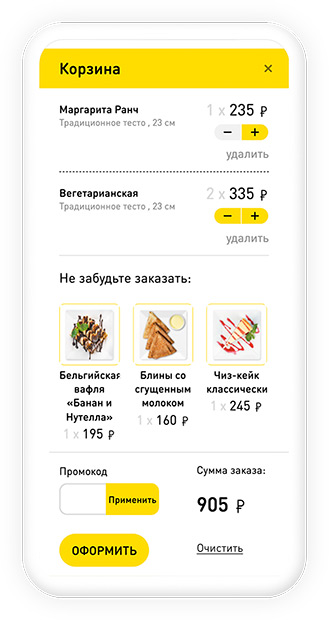 Корзина ×
Маргарита Ранч 1 x 235 ₽
Традиционное тесто , 23 см
− +
удалить
Вегетарианская 2 x 335 ₽
Традиционное тесто , 23 см
− +
удалить
Не забудьте заказать:
Бельгийская Блины со Чиз-кейк
вафля сгущенным классически
«Банан и молоком 1 x 245 ₽
Нутелла» 1 x 160 ₽
1 x 195 ₽
Промокод Сумма заказа:
Применить 905 ₽
ОФОРМИТЬ Очистить